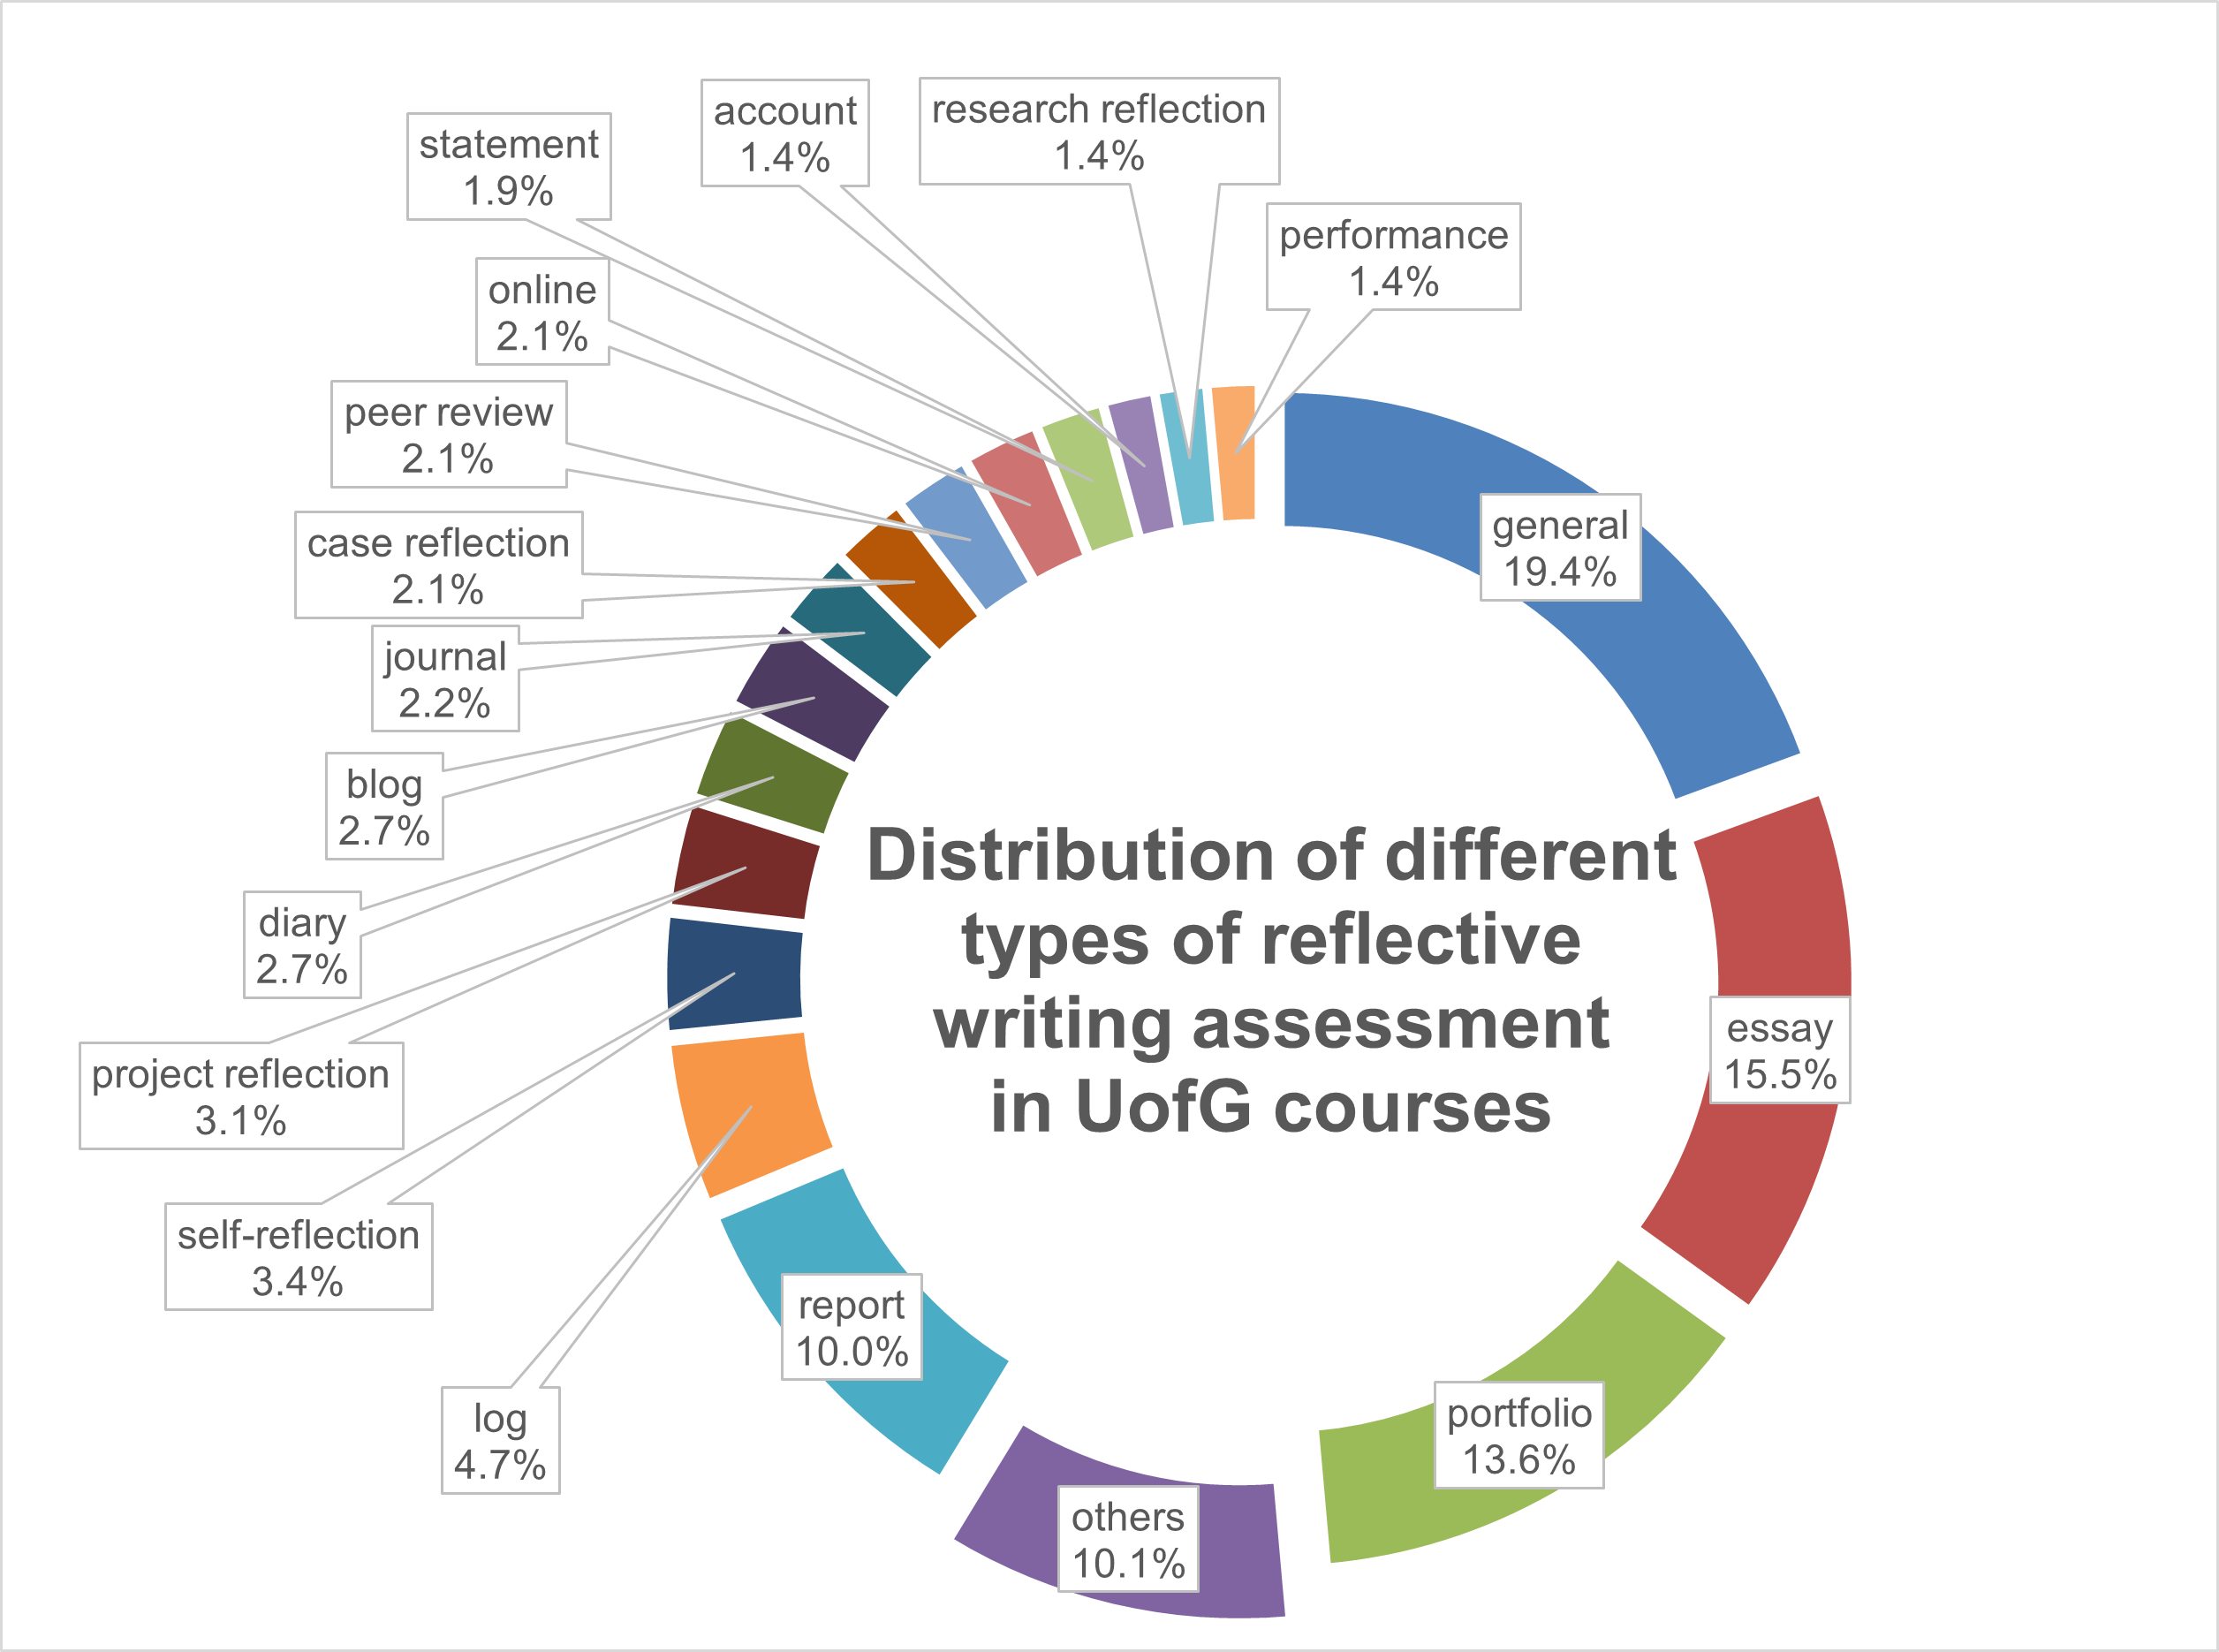 account
1.4%
research reflection
1.4%
statement
1.9%
performance
1.4%
online
2.1%
peer review
2.1%
general
19.4%
case reflection
2.1%
journal
2.2%
blog
2.7%
Distribution of different
types of reflective
writing assessment
in UofG courses
diary
2.7%
essay
15.5%
project reflection
3.1%
self-reflection
3.4%
report
10.0%
log
4.7%
portfolio
13.6%
others
10.1%